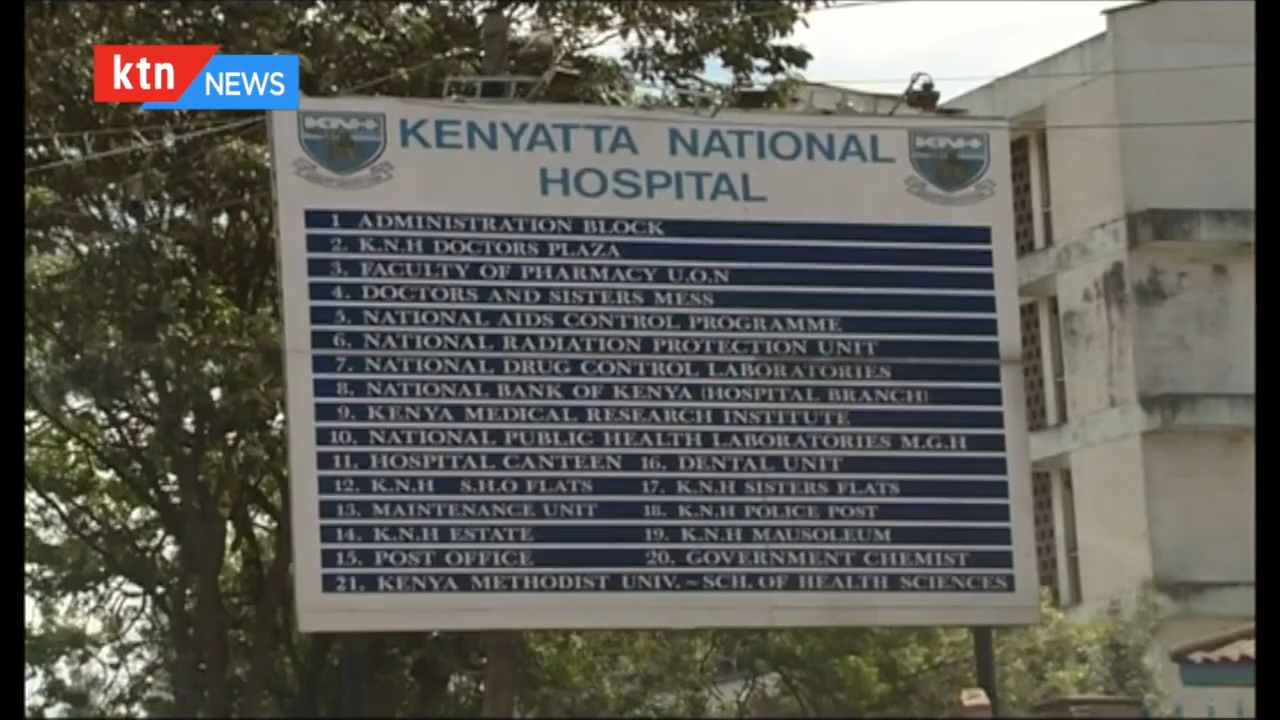 ktn NEWS
KNH
KENYATTA NATIONAL
HOSPITAL
KNH
1 ADMINISTRATION BLOCK
2. K.N.H DOCTORS PLAZA
3. FACULTY OF PHARMACY U.O.N
4. DOCTORS AND SISTERS MESS
5. NATIONAL AIDS CONTROL PROGRAMME
6. NATIONAL RADIATION PROTECTION UNIT
7. NATIONAL DRUG CONTROL LABORATORIES
8. NATIONAL BANK OF KENYA (HOSPITAL BRANCH)
9. KENYA MEDICAL RESEARCH INSTITUTE
10. NATIONAL PUBLIC HEALTH LABORATORIES M.G.H
11. HOSPITAL CANTEEN 16. DENTAL UNIT
12. K.N.H S.H.O FLATS 17. K.N.H SISTERS FLATS
13. MAINTENANCE UNIT 18. K.N.H POLICE POST
14. K.N.H ESTATE 19. K.N.H MAUSOLEUM
15. POST OFFICE 20. GOVERNMENT CHEMIST
21. KENYA METHODIST UNIV. ~ SCH. OF HEALTH SCIENCES